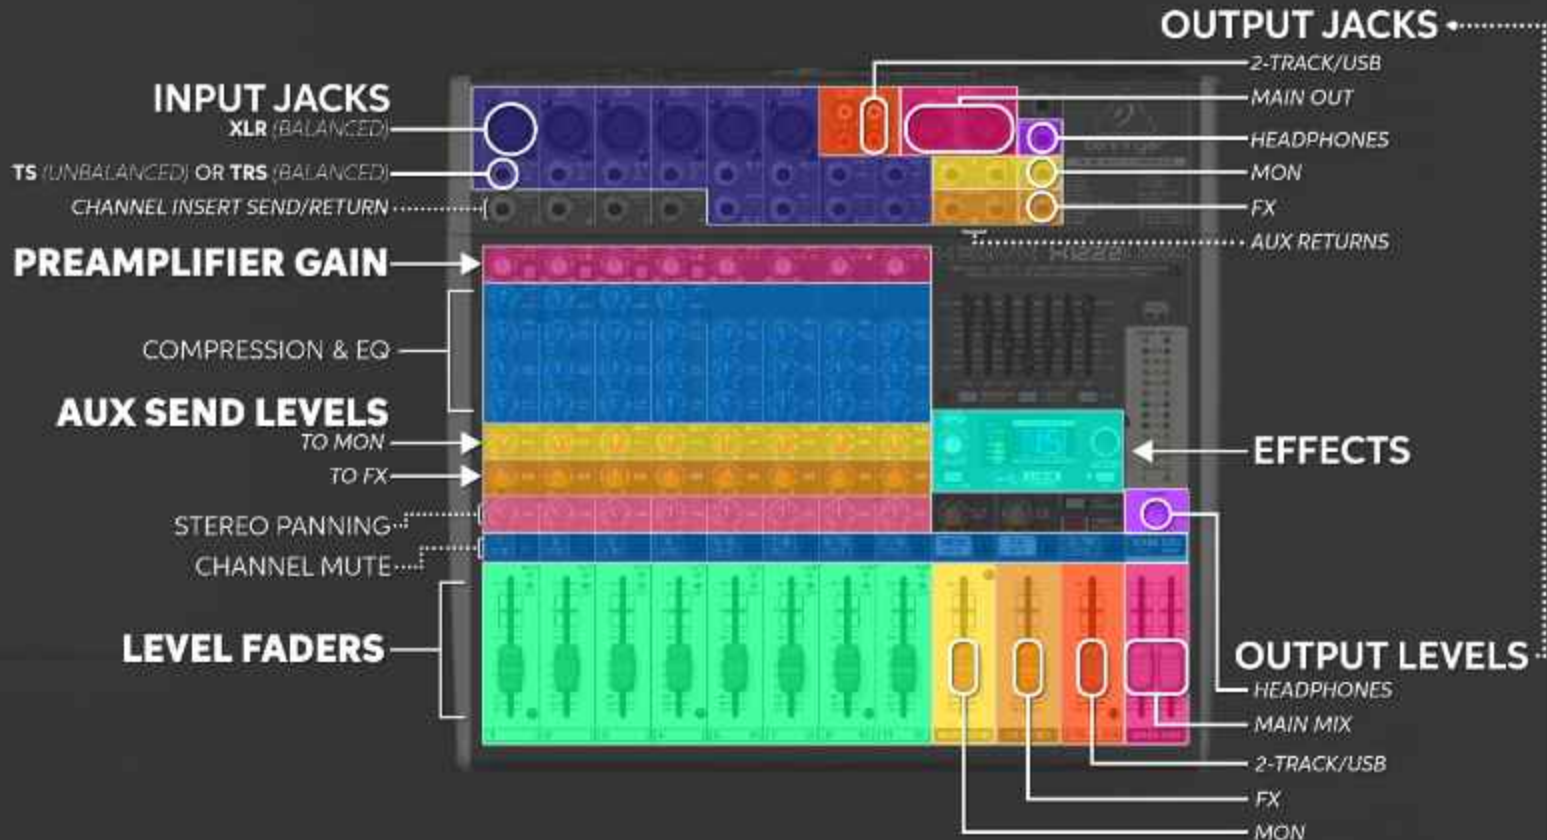 OUTPUT JACKS
2-TRACK/USB
MAIN OUT
HEADPHONES
MON
FX
AUX RETURNS
INPUT JACKS
XLR (BALANCED)
TS (UNBALANCED) OR TRS (BALANCED)
CHANNEL INSERT SEND/RETURN
PREAMPLIFIER GAIN
COMPRESSION & EQ
AUX SEND LEVELS
TO MON
TO FX
STEREO PANNING
CHANNEL MUTE
LEVEL FADERS
behringer
X1222
EFFECTS
OUTPUT LEVELS
HEADPHONES
MAIN MIX
2-TRACK/USB
FX
MON